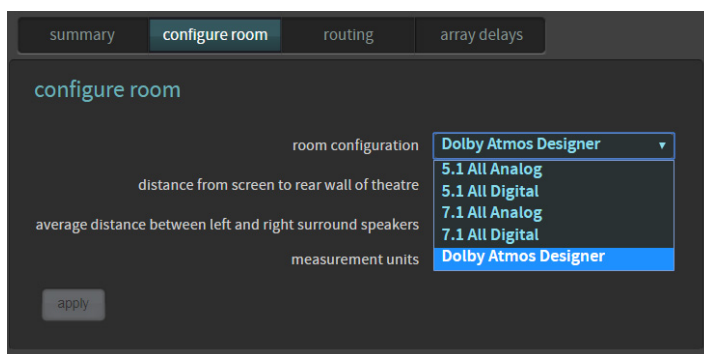 summary configure room routing array delays
configure room
room configuration Dolby Atmos Designer
5.1 All Analog
distance from screen to rear wall of theatre 5.1 All Digital
7.1 All Analog
average distance between left and right surround speakers 7.1 All Digital
measurement units Dolby Atmos Designer
apply